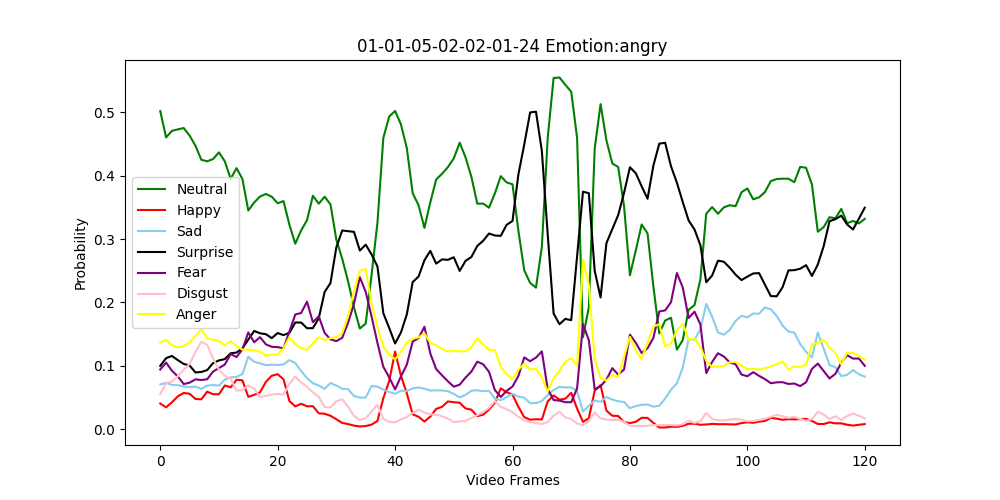 01-01-05-02-02-01-24 Emotion:angry
Probability
0.5
0.4
0.3
0.2
0.1
0.0
Neutral
Happy
Sad
Surprise
Fear
Disgust
Anger
0 20 40 60 80 100 120
Video Frames